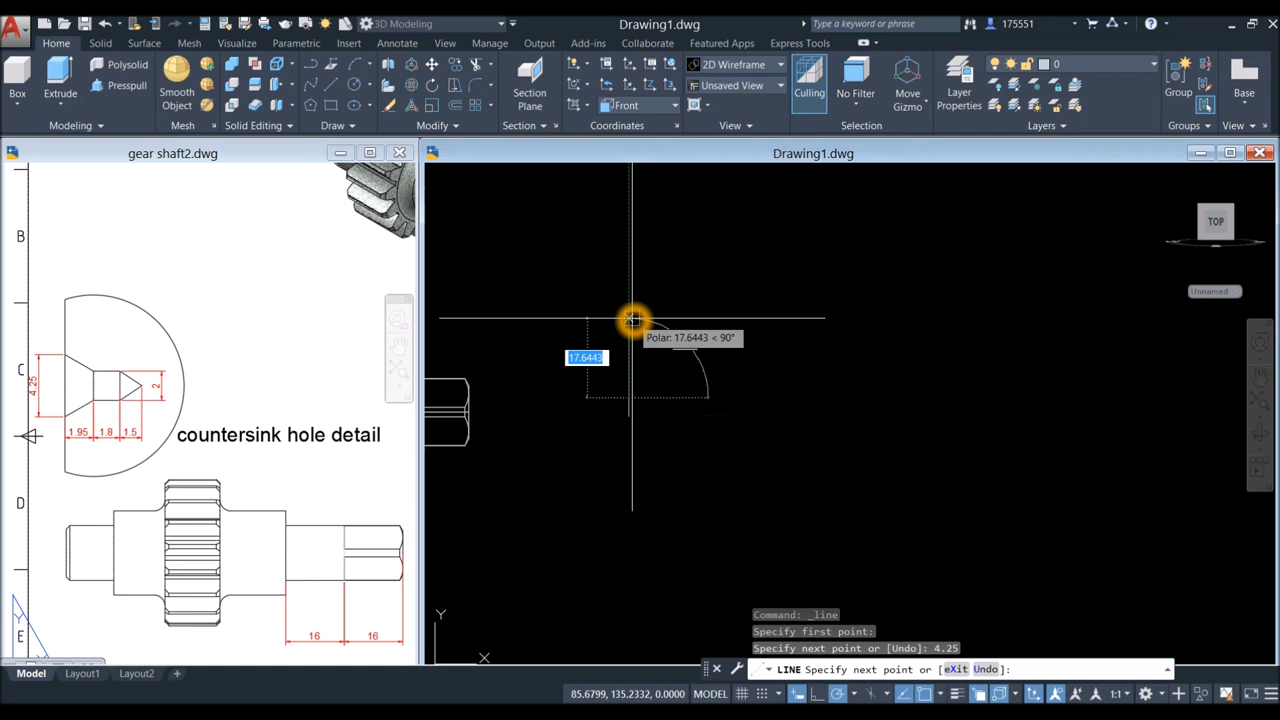 3D Modeling
Drawing1.dwg
Type a keyword or phrase
175551
Home Solid Surface Mesh Visualize Parametric Insert Annotate View Manage Output Add-ins Collaborate Featured Apps Express Tools
Box
Extrude
Polysolid
Presspull
Smooth Object
Section Plane
Front
2D Wireframe
Unsaved View
Culling
No Filter
Move Gizmo
Layer Properties
0
Group
Base
Modeling
Mesh
Solid Editing
Draw
Modify
Section
Coordinates
View
Selection
Layers
Groups
View
gear shaft2.dwg
Drawing1.dwg
B
C
D
E
4.25
2
1.95 1.8 1.5
countersink hole detail
16 16
Y
TOP
Unnamed
Polar: 17.6443 < 90°
17.6443
Y
X
Command: _line
Specify first point:
Specify next point or [Undo]: 4.25
LINE Specify next point or [eXit Undo]:
Model Layout1 Layout2 +
85.6799, 135.2332, 0.0000 MODEL
1:1